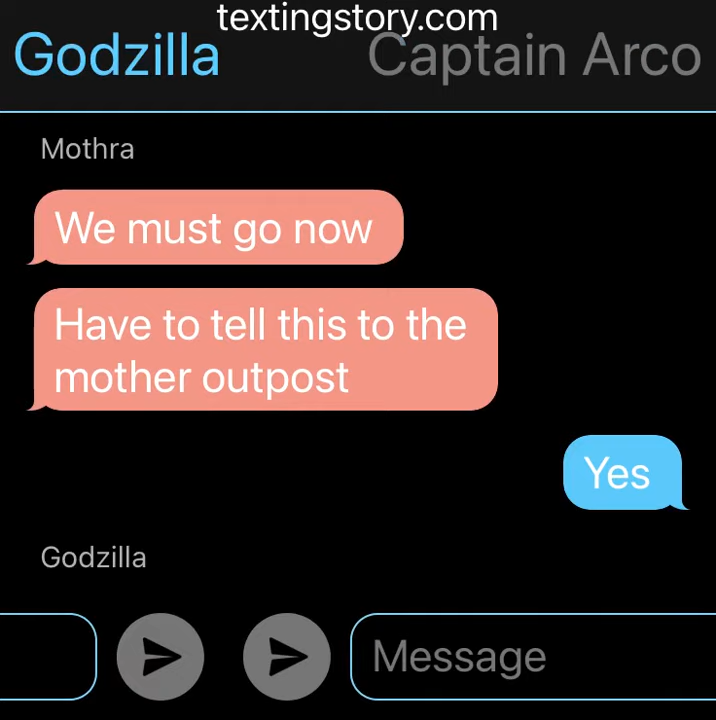 textingstory.com
Godzilla
Captain Arco
Mothra
We must go now
Have to tell this to the
mother outpost
Yes
Godzilla
Message